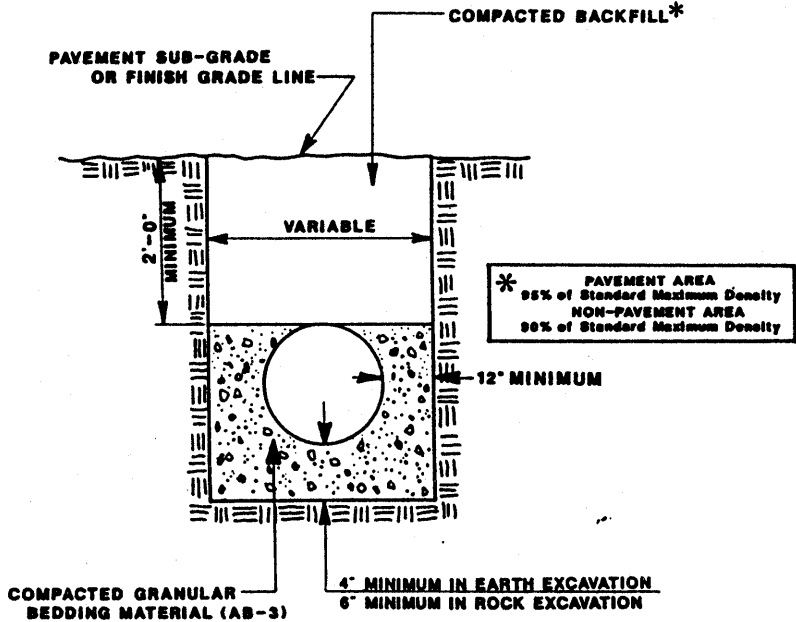 COMPACTED BACKFILL*
PAVEMENT SUB-GRADE
OR FINISH GRADE LINE
2'-0"
MINIMUM
VARIABLE
* PAVEMENT AREA
95% of Standard Maximum Density
NON-PAVEMENT AREA
90% of Standard Maximum Density
12" MINIMUM
COMPACTED GRANULAR
BEDDING MATERIAL (AB-3)
4" MINIMUM IN EARTH EXCAVATION
6" MINIMUM IN ROCK EXCAVATION